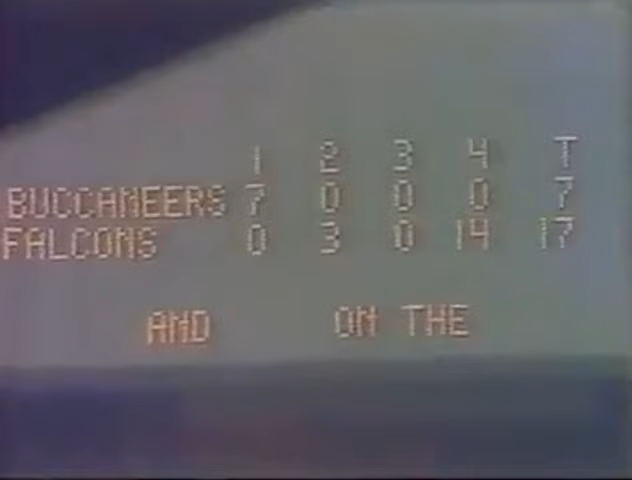 1 2 3 4 T
BUCCANEERS 7 0 0 0 7
FALCONS 0 3 0 14 17
AND ON THE